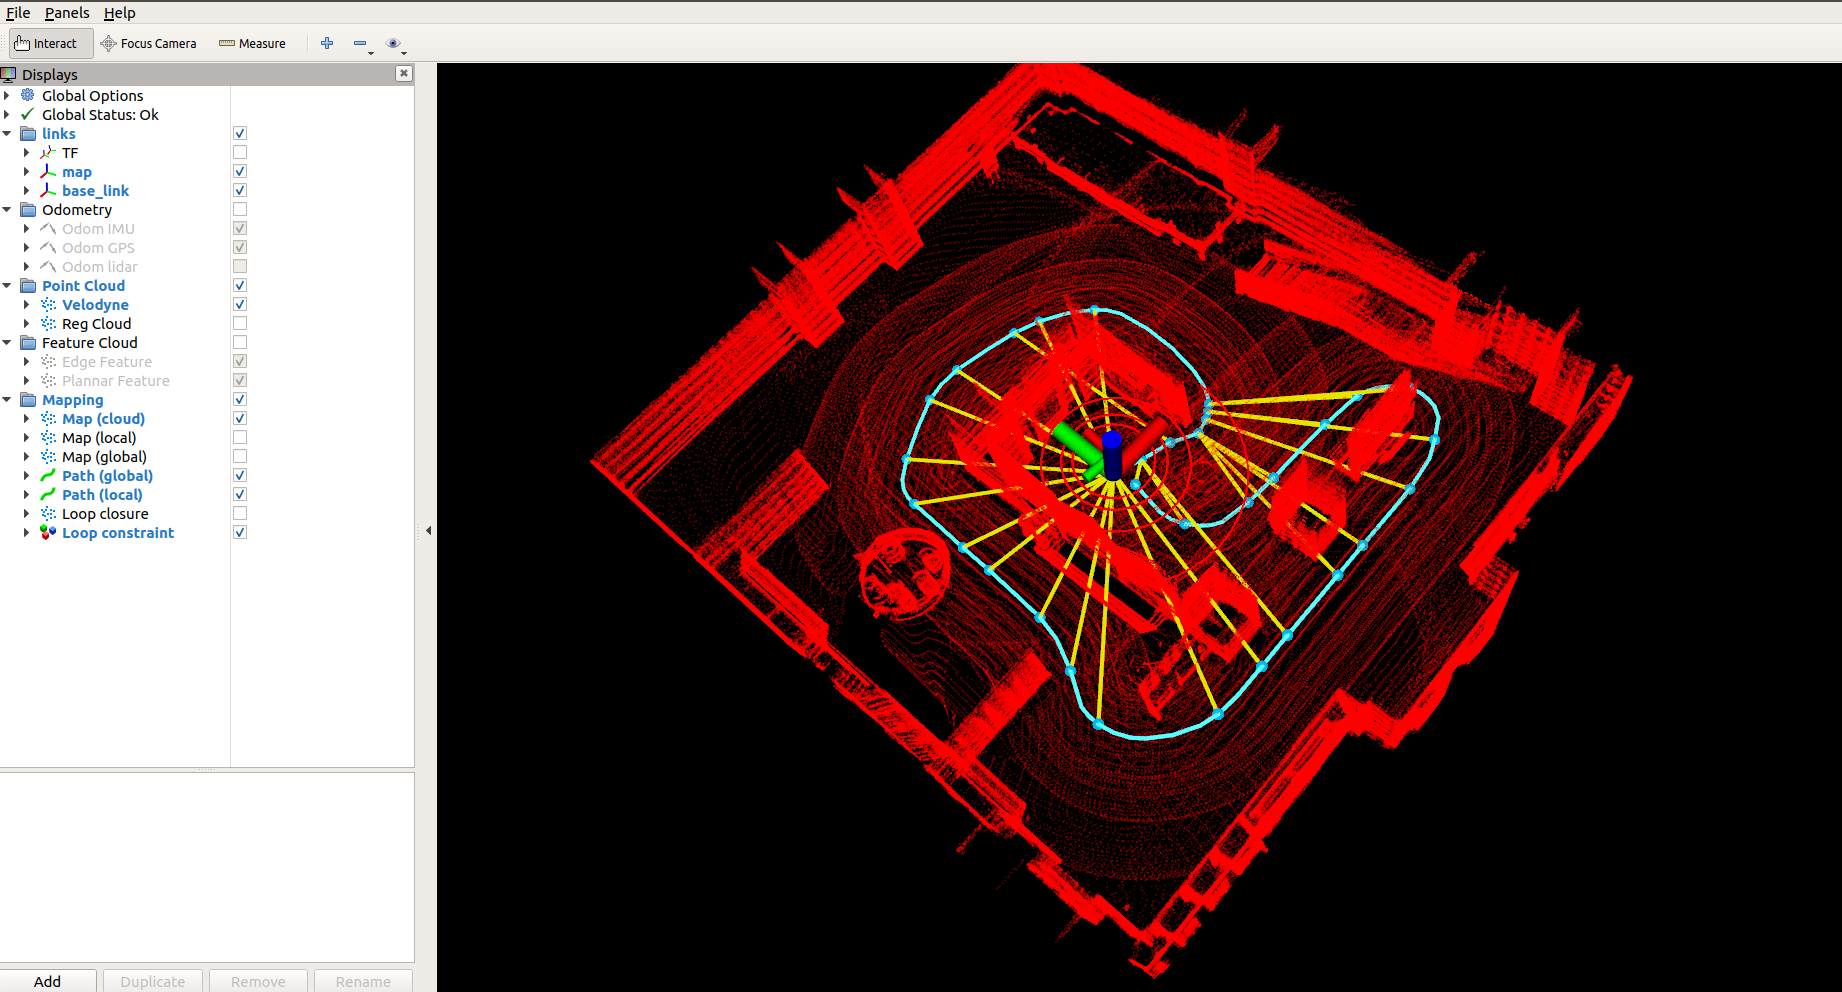 File Panels Help
Interact Focus Camera Measure
Displays
Global Options
Global Status: Ok
links
TF
map
base_link
Odometry
Odom IMU
Odom GPS
Odom lidar
Point Cloud
Velodyne
Reg Cloud
Feature Cloud
Edge Feature
Plannar Feature
Mapping
Map (cloud)
Map (local)
Map (global)
Path (global)
Path (local)
Loop closure
Loop constraint
Add Duplicate Remove Rename